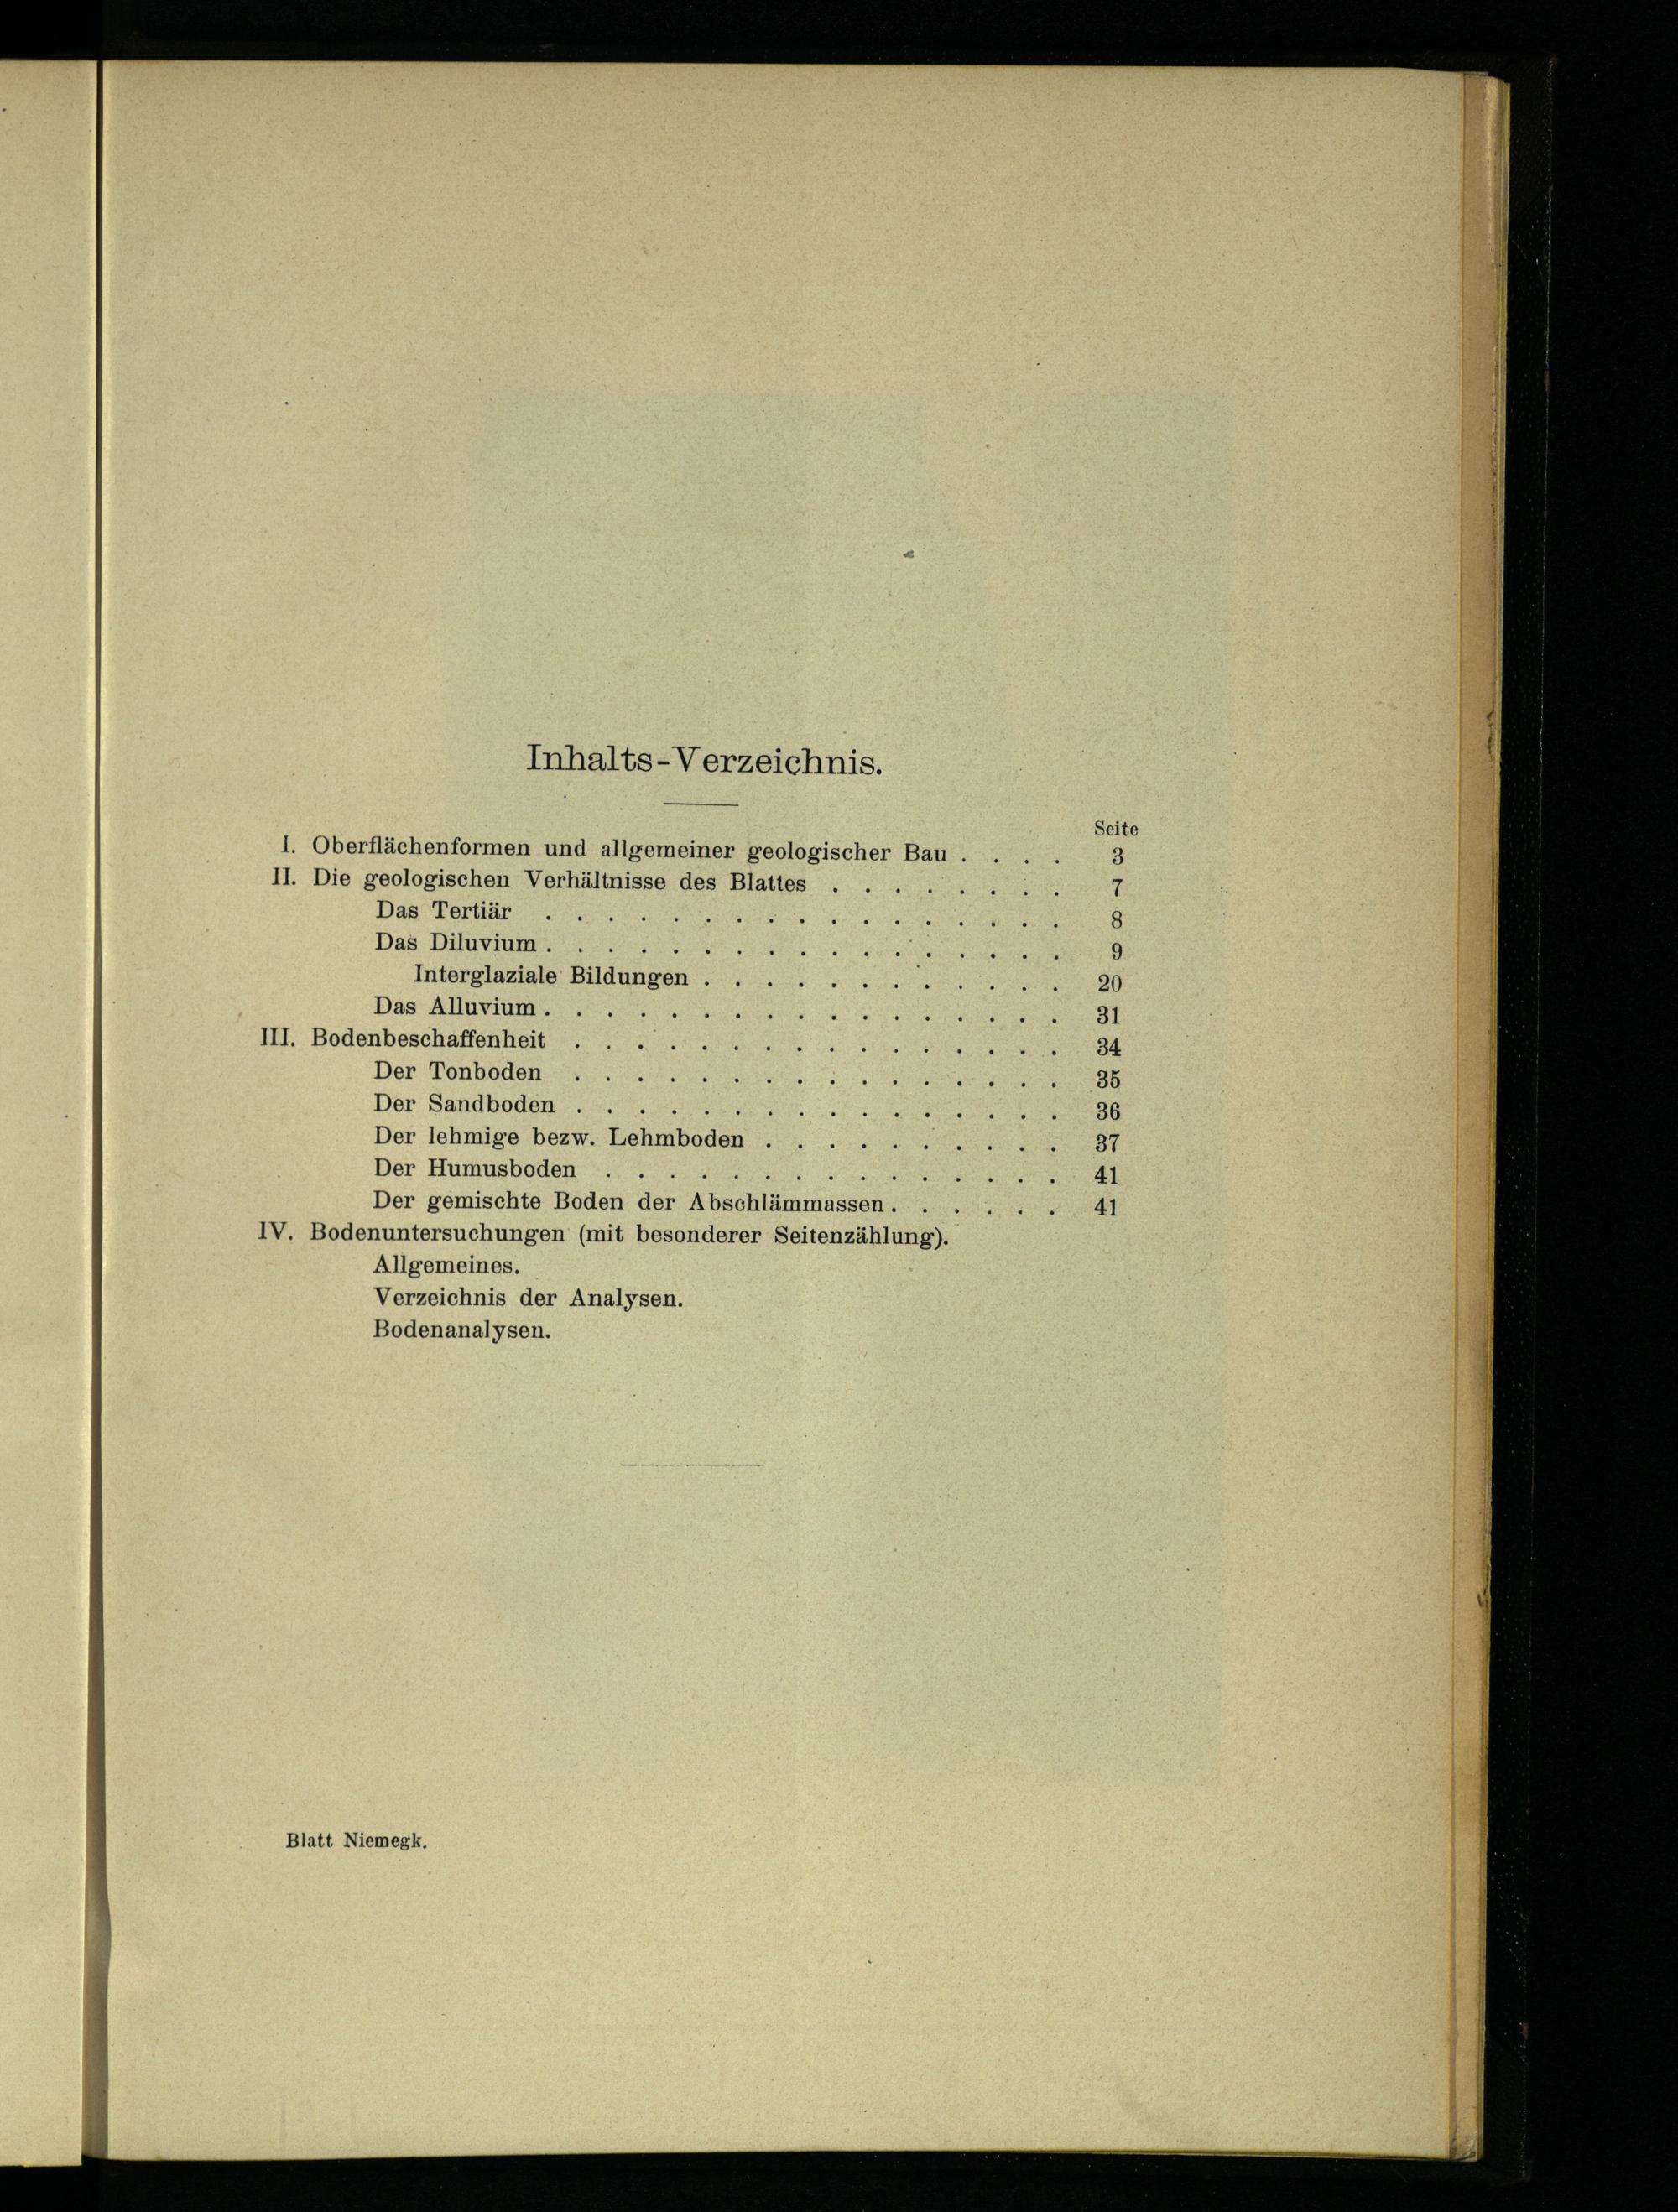 Inhalts-Verzeichnis.
Seite
I. Oberflächenformen und allgemeiner geologischer Bau . . . . 3
II. Die geologischen Verhältnisse des Blattes . . . . . . . . 7
Das Tertiär . . . . . . . . . . . . . . . . . 8
Das Diluvium . . . . . . . . . . . . . . . . . 9
Interglaziale Bildungen . . . . . . . . . . . . 20
Das Alluvium . . . . . . . . . . . . . . . . . 31
III. Bodenbeschaffenheit . . . . . . . . . . . . . . . . 34
Der Tonboden . . . . . . . . . . . . . . . . 35
Der Sandboden . . . . . . . . . . . . . . . . 36
Der lehmige bezw. Lehmboden . . . . . . . . . . 37
Der Humusboden . . . . . . . . . . . . . . . 41
Der gemischte Boden der Abschlämmassen . . . . . . 41
IV. Bodenuntersuchungen (mit besonderer Seitenzählung).
Allgemeines.
Verzeichnis der Analysen.
Bodenanalysen.
Blatt Niemegk.